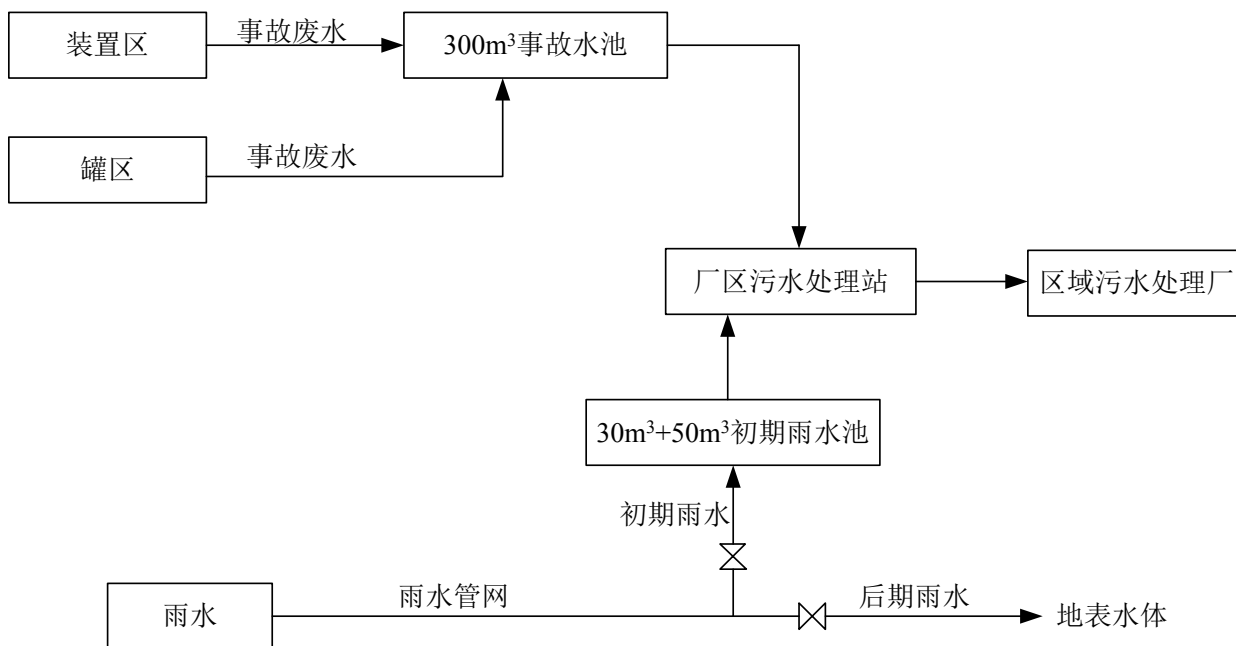 装置区
事故废水
300m³事故水池
罐区
事故废水
厂区污水处理站
区域污水处理厂
30m³+50m³初期雨水池
初期雨水
雨水
雨水管网
后期雨水
地表水体